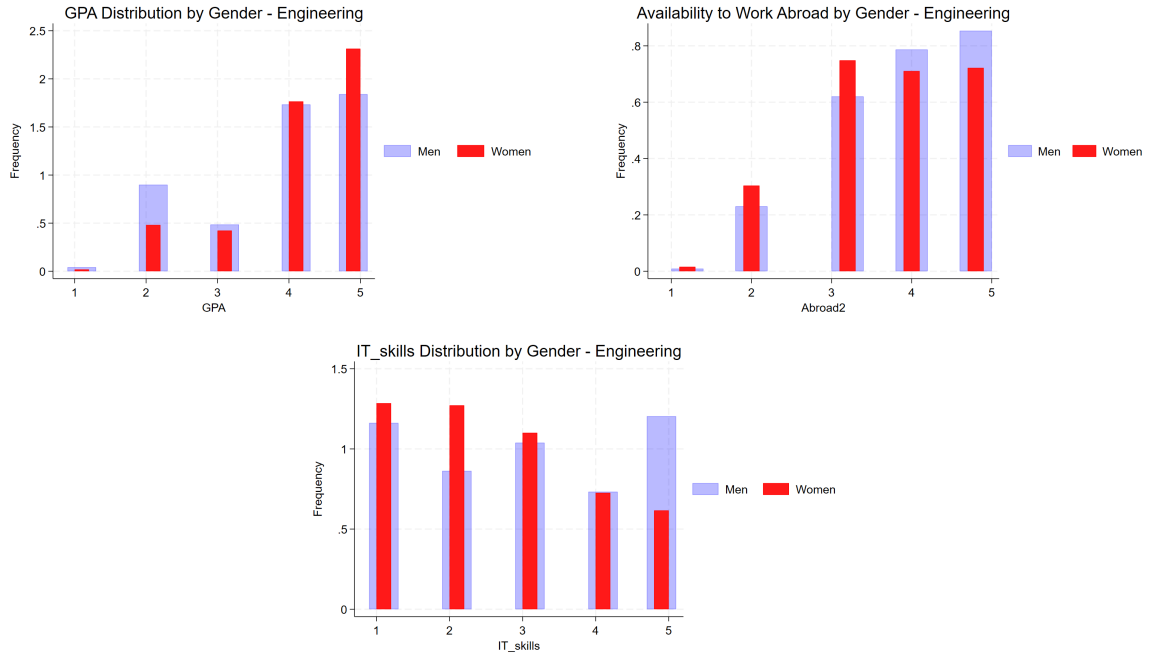 GPA Distribution by Gender - Engineering
2.5
2
1.5
1
.5
0
Frequency
1 2 3 4 5
GPA
Men Women
Availability to Work Abroad by Gender - Engineering
.8
.6
.4
.2
0
Frequency
1 2 3 4 5
Abroad2
Men Women
IT_skills Distribution by Gender - Engineering
1.5
1
.5
0
Frequency
1 2 3 4 5
IT_skills
Men Women